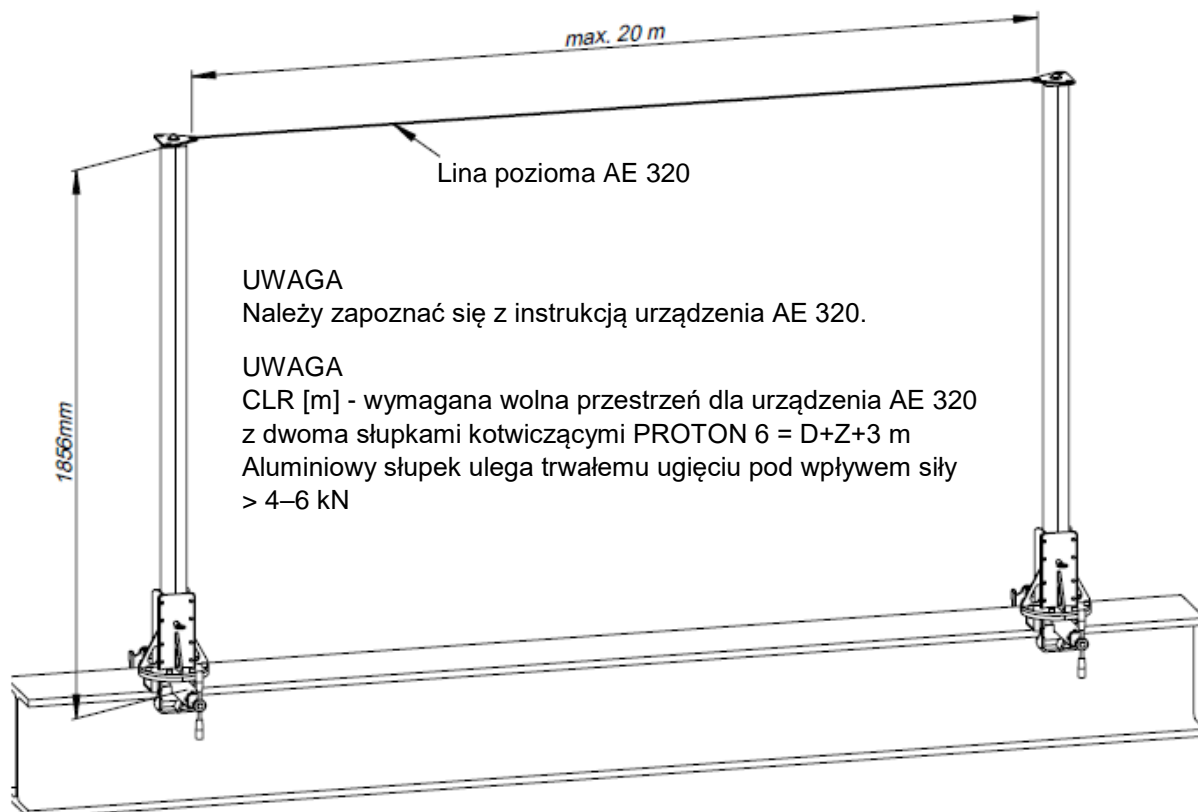 max. 20 m
Lina pozioma AE 320
UWAGA
Należy zapoznać się z instrukcją urządzenia AE 320.
UWAGA
CLR [m] - wymagana wolna przestrzeń dla urządzenia AE 320
z dwoma słupkami kotwiczącymi PROTON 6 = D+Z+3 m
Aluminiowy słupek ulega trwałemu ugięciu pod wpływem siły
> 4–6 kN
1856mm